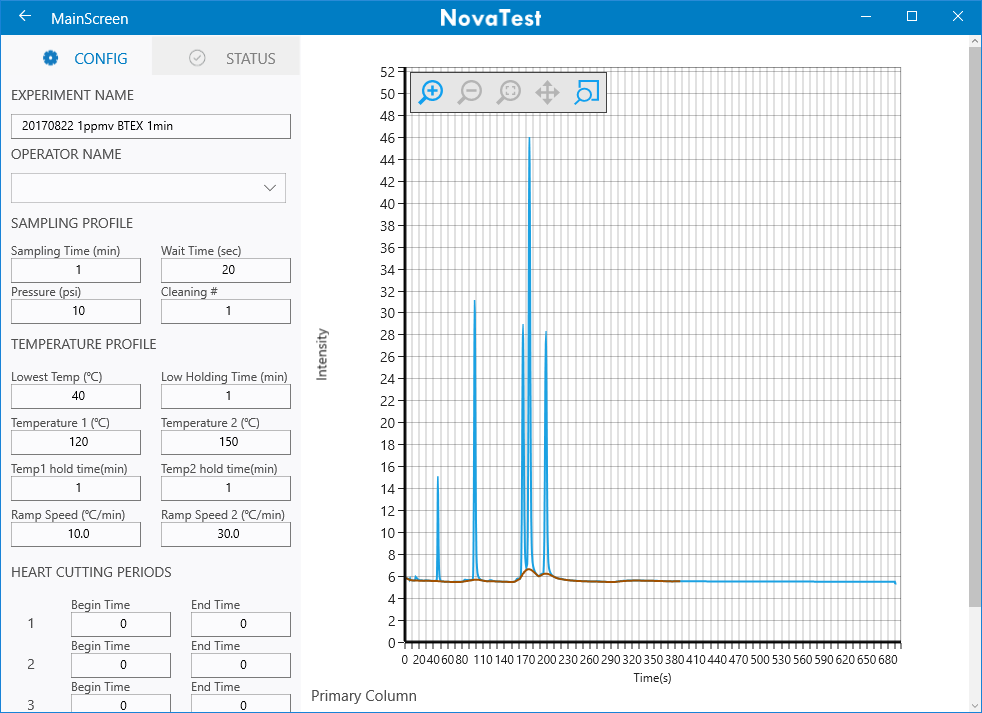 MainScreen
NovaTest
CONFIG
STATUS
EXPERIMENT NAME
20170822 1ppmv BTEX 1min
OPERATOR NAME
SAMPLING PROFILE
Sampling Time (min) Wait Time (sec)
1 20
Pressure (psi) Cleaning #
10 1
TEMPERATURE PROFILE
Lowest Temp (℃) Low Holding Time (min)
40 1
Temperature 1 (℃) Temperature 2 (℃)
120 150
Temp1 hold time(min) Temp2 hold time(min)
1 1
Ramp Speed (℃/min) Ramp Speed 2 (℃/min)
10.0 30.0
HEART CUTTING PERIODS
Begin Time End Time
1 0 0
Begin Time End Time
2 0 0
Begin Time End Time
3 0 0
52
50
48
46
44
42
40
38
36
34
32
30
28
26
24
22
20
18
16
14
12
10
8
6
4
2
0
Intensity
0 20 40 60 80 110 140 170 200 230 260 290 320 350 380 410 440 470 500 530 560 590 620 650 680
Time(s)
Primary Column